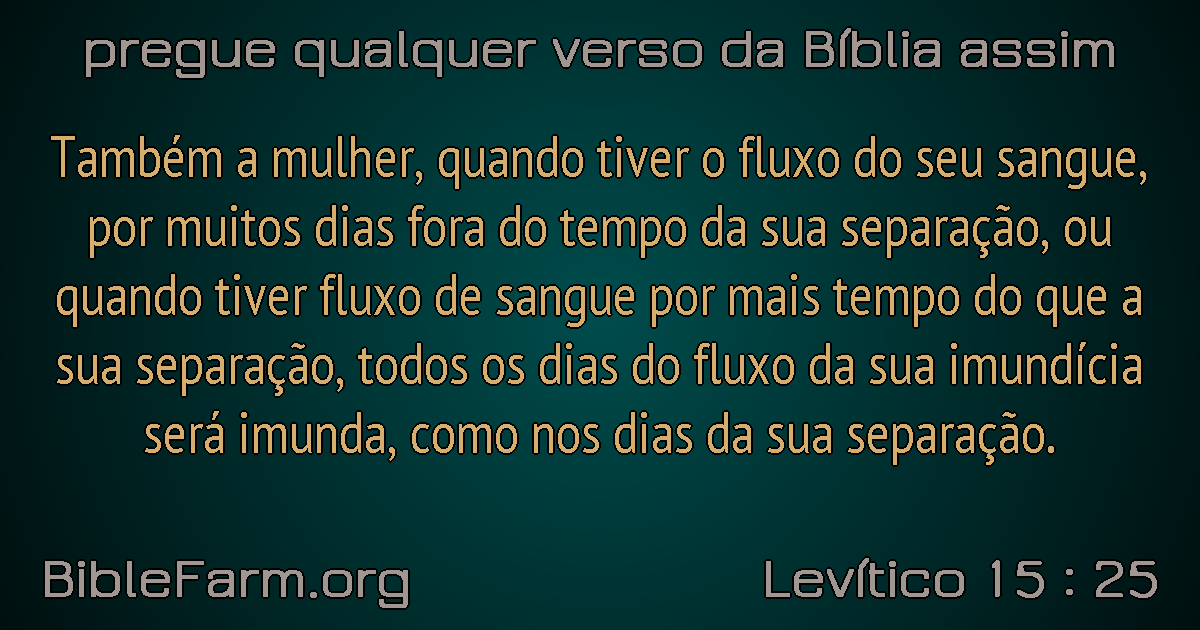 pregue qualquer verso da Bíblia assim
Também a mulher, quando tiver o fluxo do seu sangue,
por muitos dias fora do tempo da sua separação, ou
quando tiver fluxo de sangue por mais tempo do que a
sua separação, todos os dias do fluxo da sua imundícia
será imunda, como nos dias da sua separação.
BibleFarm.org
Levítico 15 : 25